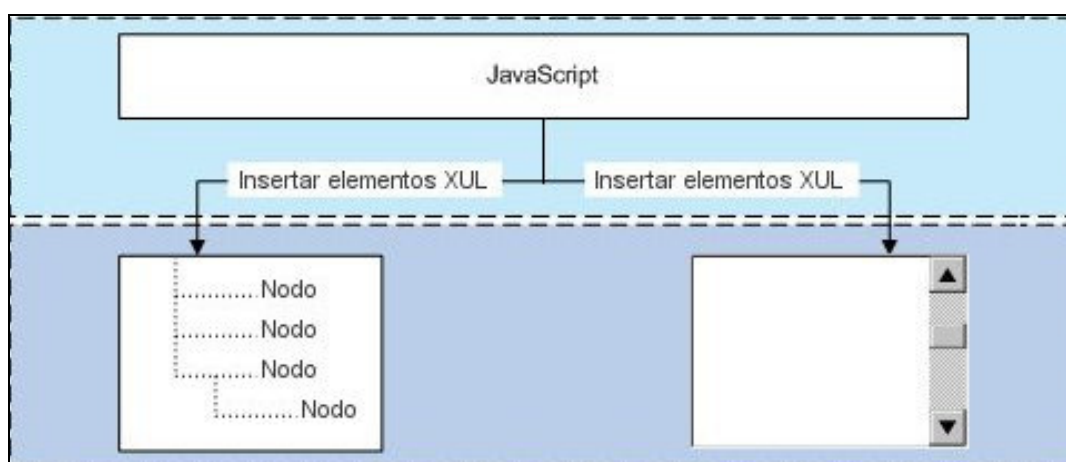 JavaScript
Insertar elementos XUL
Insertar elementos XUL
Nodo
Nodo
Nodo
Nodo